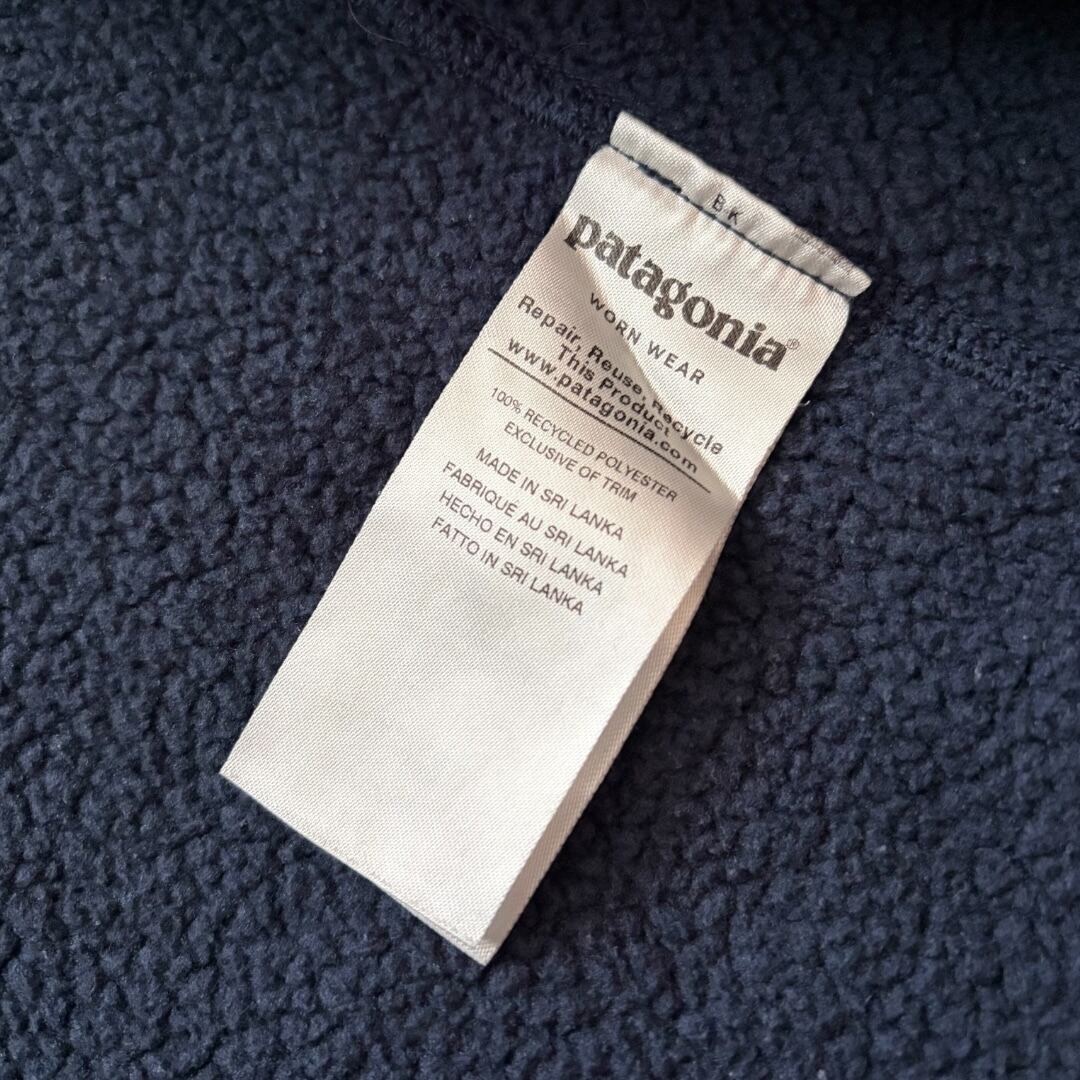 BK
patagonia®
WORN WEAR
Repair, Reuse, Recycle
This Product
www.patagonia.com
100% RECYCLED POLYESTER
EXCLUSIVE OF TRIM
MADE IN SRI LANKA
FABRIQUÉ AU SRI LANKA
HECHO EN SRI LANKA
FATTO IN SRI LANKA